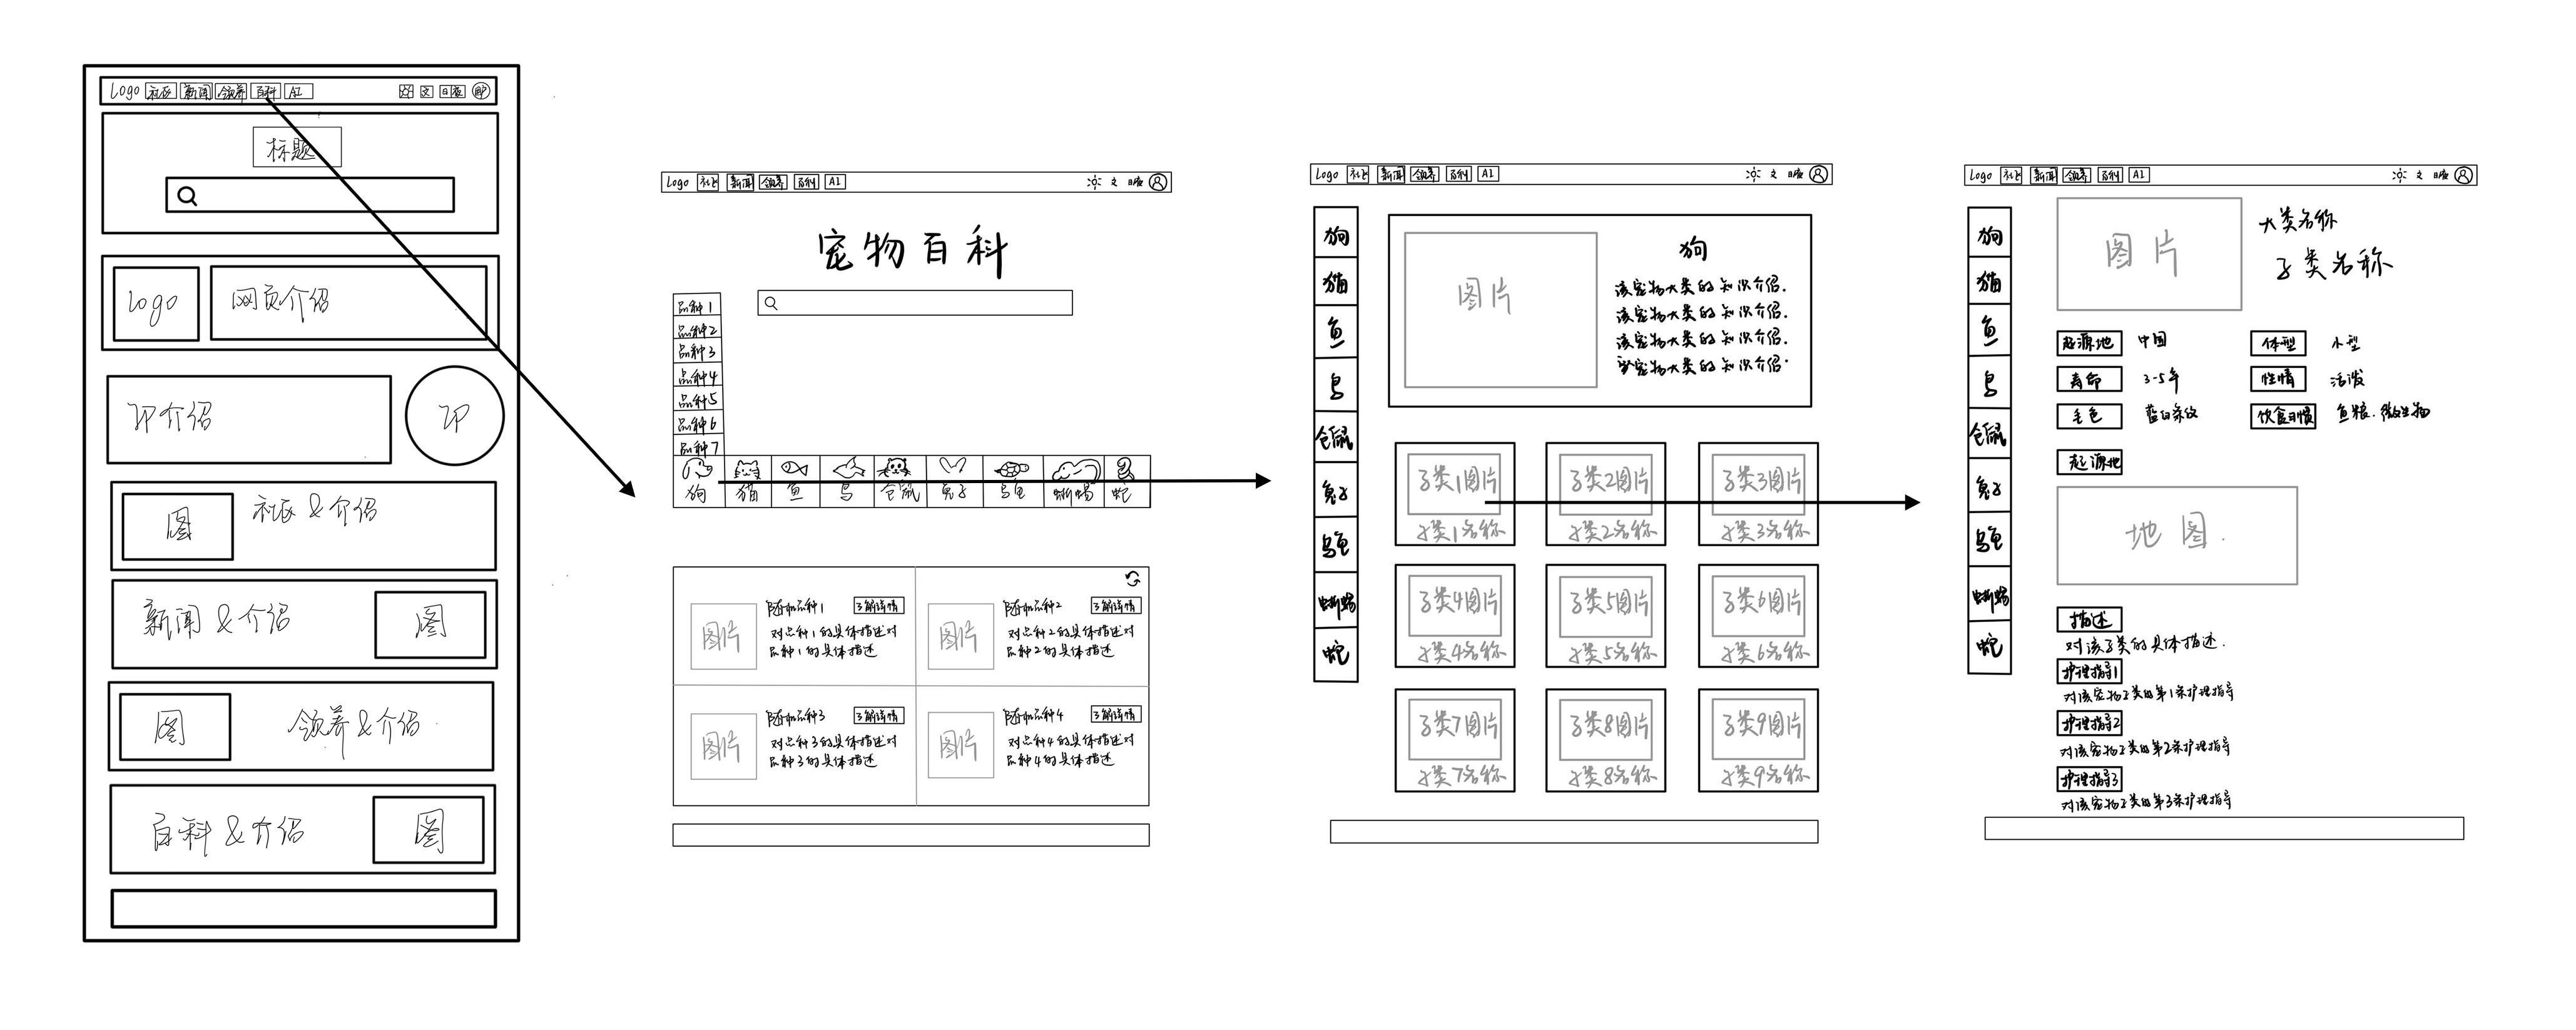 Logo 社区 新闻 领养 百科 AI 文
标题
logo 网页介绍
IP介绍 IP
图 社区 & 介绍
新闻 & 介绍 图
图 领养 & 介绍
百科 & 介绍 图
Logo 社区 新闻 领养 百科 AI 文
宠物百科
品种1
品种2
品种3
品种4
品种5
品种6
品种7
狗 猫 鱼 鸟 仓鼠 兔子 乌龟 蜥蜴 蛇
图片 随机品种1 了解详情
对品种1的具体描述对
品种1的具体描述
图片 随机品种2 了解详情
对品种2的具体描述对
品种2的具体描述
图片 随机品种3 了解详情
对品种3的具体描述对
品种3的具体描述
图片 随机品种4 了解详情
对品种4的具体描述对
品种4的具体描述
Logo 社区 新闻 领养 百科 AI 文
狗
猫
鱼
鸟
仓鼠
兔子
乌龟
蜥蜴
蛇
图片
狗
该宠物大类的知识介绍.
该宠物大类的知识介绍.
该宠物大类的知识介绍.
该宠物大类的知识介绍.
子类1图片 子类2图片 子类3图片
子类1名称 子类2名称 子类3名称
子类4图片 子类5图片 子类6图片
子类4名称 子类5名称 子类6名称
子类7图片 子类8图片 子类9图片
子类7名称 子类8名称 子类9名称
Logo 社区 新闻 领养 百科 AI 文
狗
猫
鱼
鸟
仓鼠
兔子
乌龟
蜥蜴
蛇
图片
大类名称
子类名称
起源地 中国 体型 小型
寿命 3-5年 性情 活泼
毛色 蓝白条纹 饮食习惯 鱼粮.微生物
起源地
地图.
描述
对该子类的具体描述.
护理指导1
对该宠物子类的第1条护理指导
护理指导2
对该宠物子类的第2条护理指导
护理指导3
对该宠物子类的第3条护理指导